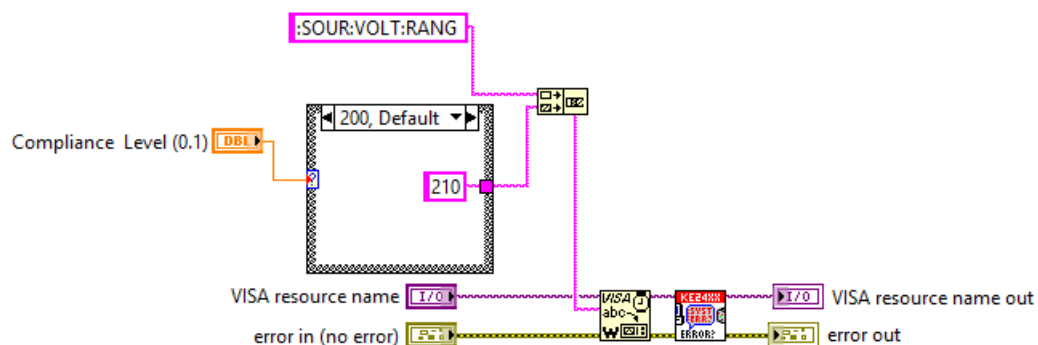 :SOUR:VOLT:RANG
200, Default
Compliance  Level (0.1)
DBL
?
210
VISA resource name
I/O
VISA
abc
W
KE24XX
SYST
ERR?
ERROR?
I/O
VISA resource name out
error in (no error)
error out